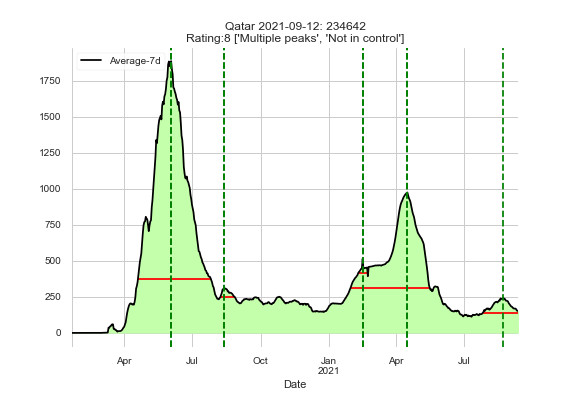 Qatar 2021-09-12: 234642
Rating:8 ['Multiple peaks', 'Not in control']
Average-7d
1750
1500
1250
1000
750
500
250
0
Apr Jul Oct Jan Apr Jul
2021
Date